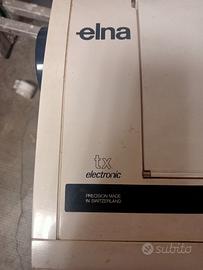 elna
tx
electronic
PRECISION MADE
IN SWITZERLAND
subito